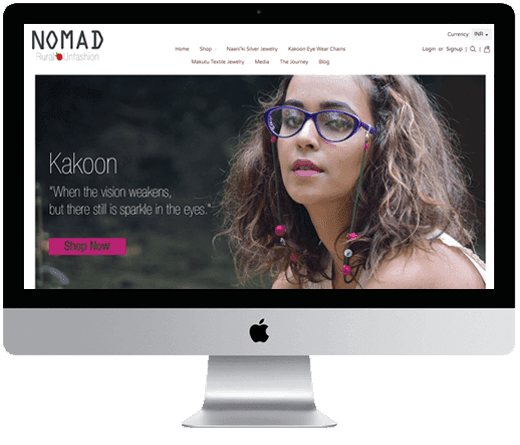 NOMAD
Rural Unfashion
Currency: INR
Home Shop Naani'ki Silver Jewelry Kakoon Eye Wear Chains
Login or Signup | |
Makutu Textile Jewelry Media The Journey Blog
Kakoon
"When the vision weakens,
but there still is sparkle in the eyes."
Shop Now